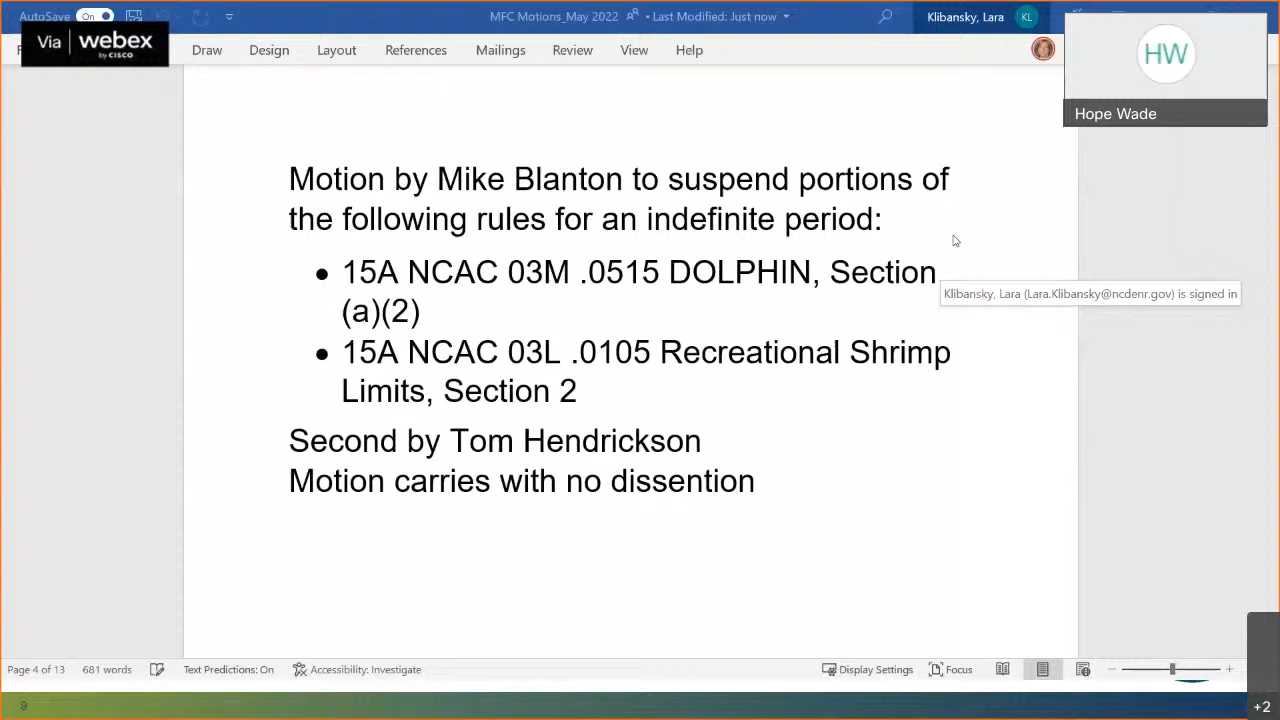 AutoSave On
MFC Motions_May 2022 • Last Modified: Just now
Klibansky, Lara KL
Via webex
by CISCO
Draw Design Layout References Mailings Review View Help
HW
Hope Wade
Motion by Mike Blanton to suspend portions of
the following rules for an indefinite period:
• 15A NCAC 03M .0515 DOLPHIN, Section
(a)(2)
Klibansky, Lara (Lara.Klibansky@ncdenr.gov) is signed in
• 15A NCAC 03L .0105 Recreational Shrimp
Limits, Section 2
Second by Tom Hendrickson
Motion carries with no dissention
Page 4 of 13 681 words Text Predictions: On Accessibility: Investigate Display Settings Focus
9
+2